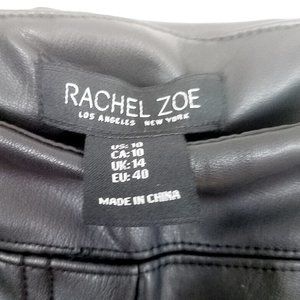 RACHEL ZOE
LOS ANGELES NEW YORK
US: 10
CA: 10
UK: 14
EU: 40
MADE IN CHINA